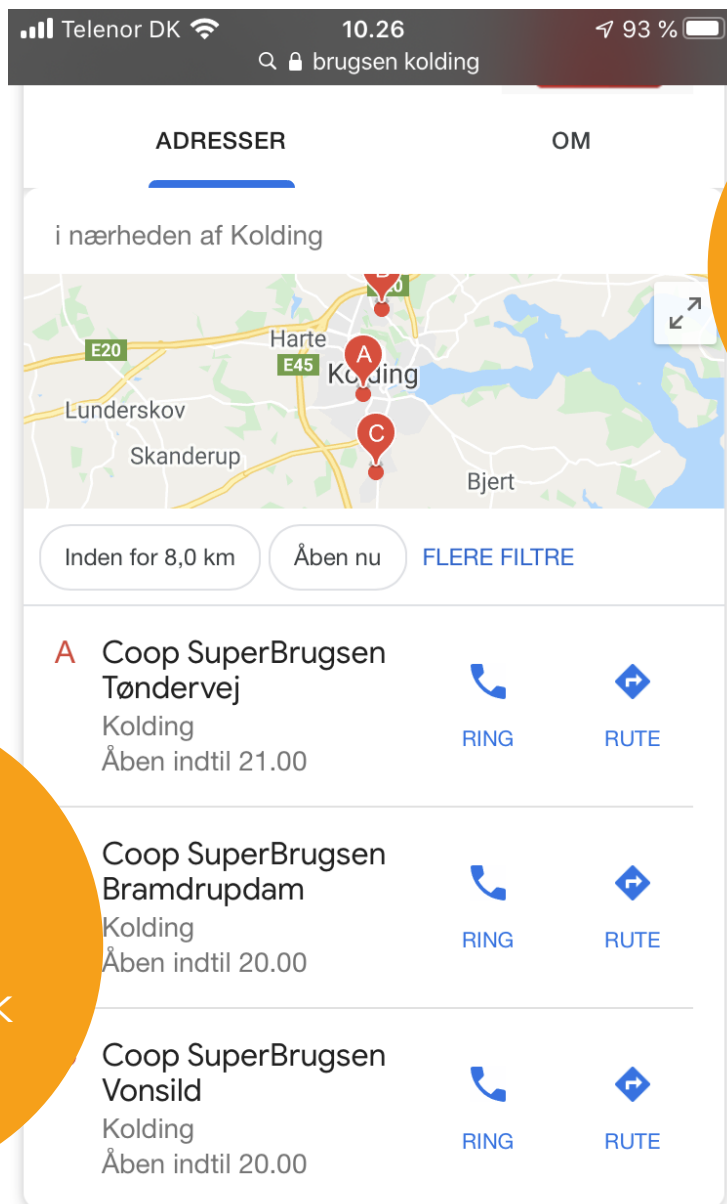 Telenor DK 10.26 93 %
brugsen kolding
ADRESSER OM
i nærheden af Kolding
Harte
E20
E45
A
Kolding
Lunderskov
C
Skanderup
Bjert
Inden for 8,0 km Åben nu FLERE FILTRE
A Coop SuperBrugsen
Tøndervej
Kolding
Åben indtil 21.00
RING RUTE
Coop SuperBrugsen
Bramdrupdam
Kolding
Åben indtil 20.00
RING RUTE
Coop SuperBrugsen
Vonsild
Kolding
Åben indtil 20.00
RING RUTE